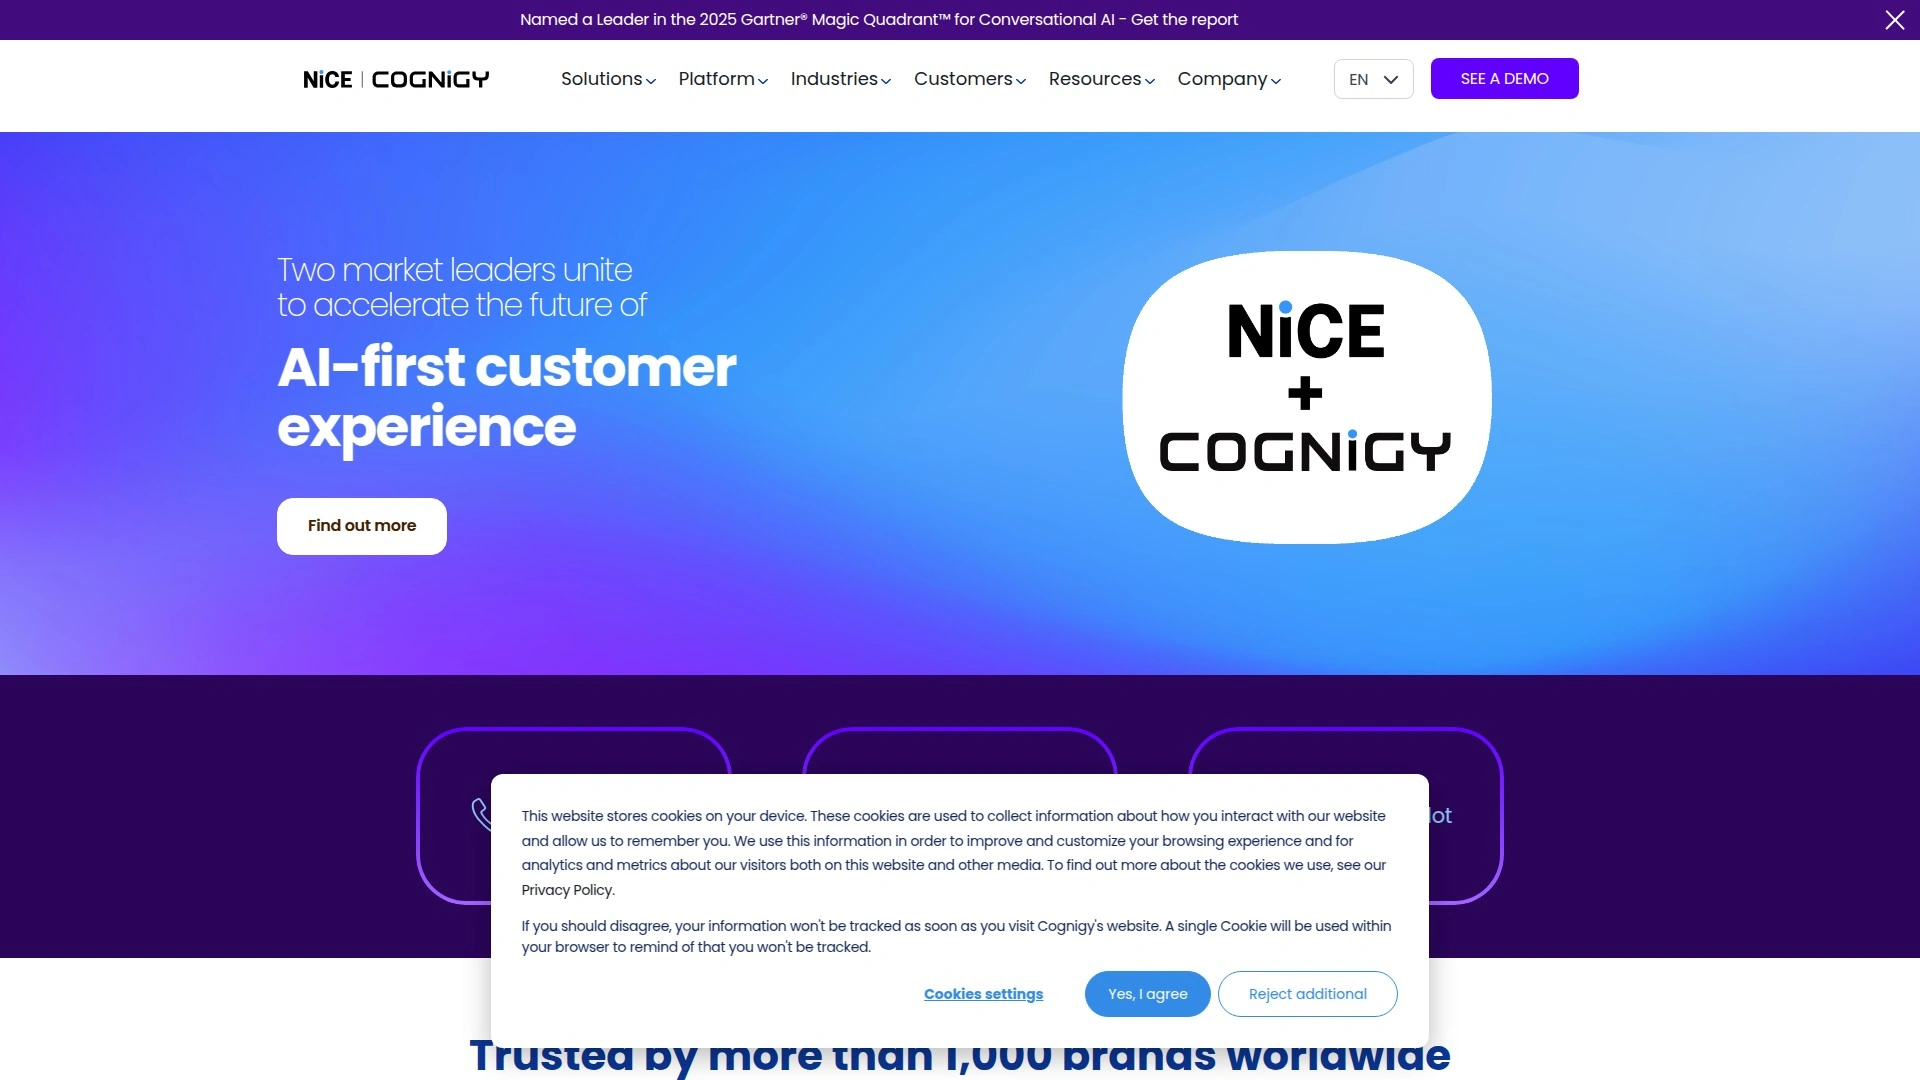 Named a Leader in the 2025 Gartner® Magic Quadrant™ for Conversational AI - Get the report
NiCE | COGNiGY
Solutions
Platform
Industries
Customers
Resources
Company
EN
SEE A DEMO
Two market leaders unite
to accelerate the future of
AI-first customer
experience
Find out more
NiCE
+
COGNiGY
This website stores cookies on your device. These cookies are used to collect information about how you interact with our website
and allow us to remember you. We use this information in order to improve and customize your browsing experience and for
analytics and metrics about our visitors both on this website and other media. To find out more about the cookies we use, see our
Privacy Policy.
If you should disagree, your information won't be tracked as soon as you visit Cognigy's website. A single Cookie will be used within
your browser to remind of that you won't be tracked.
Cookies settings
Yes, I agree
Reject additional
Trusted by more than 1,000 brands worldwide